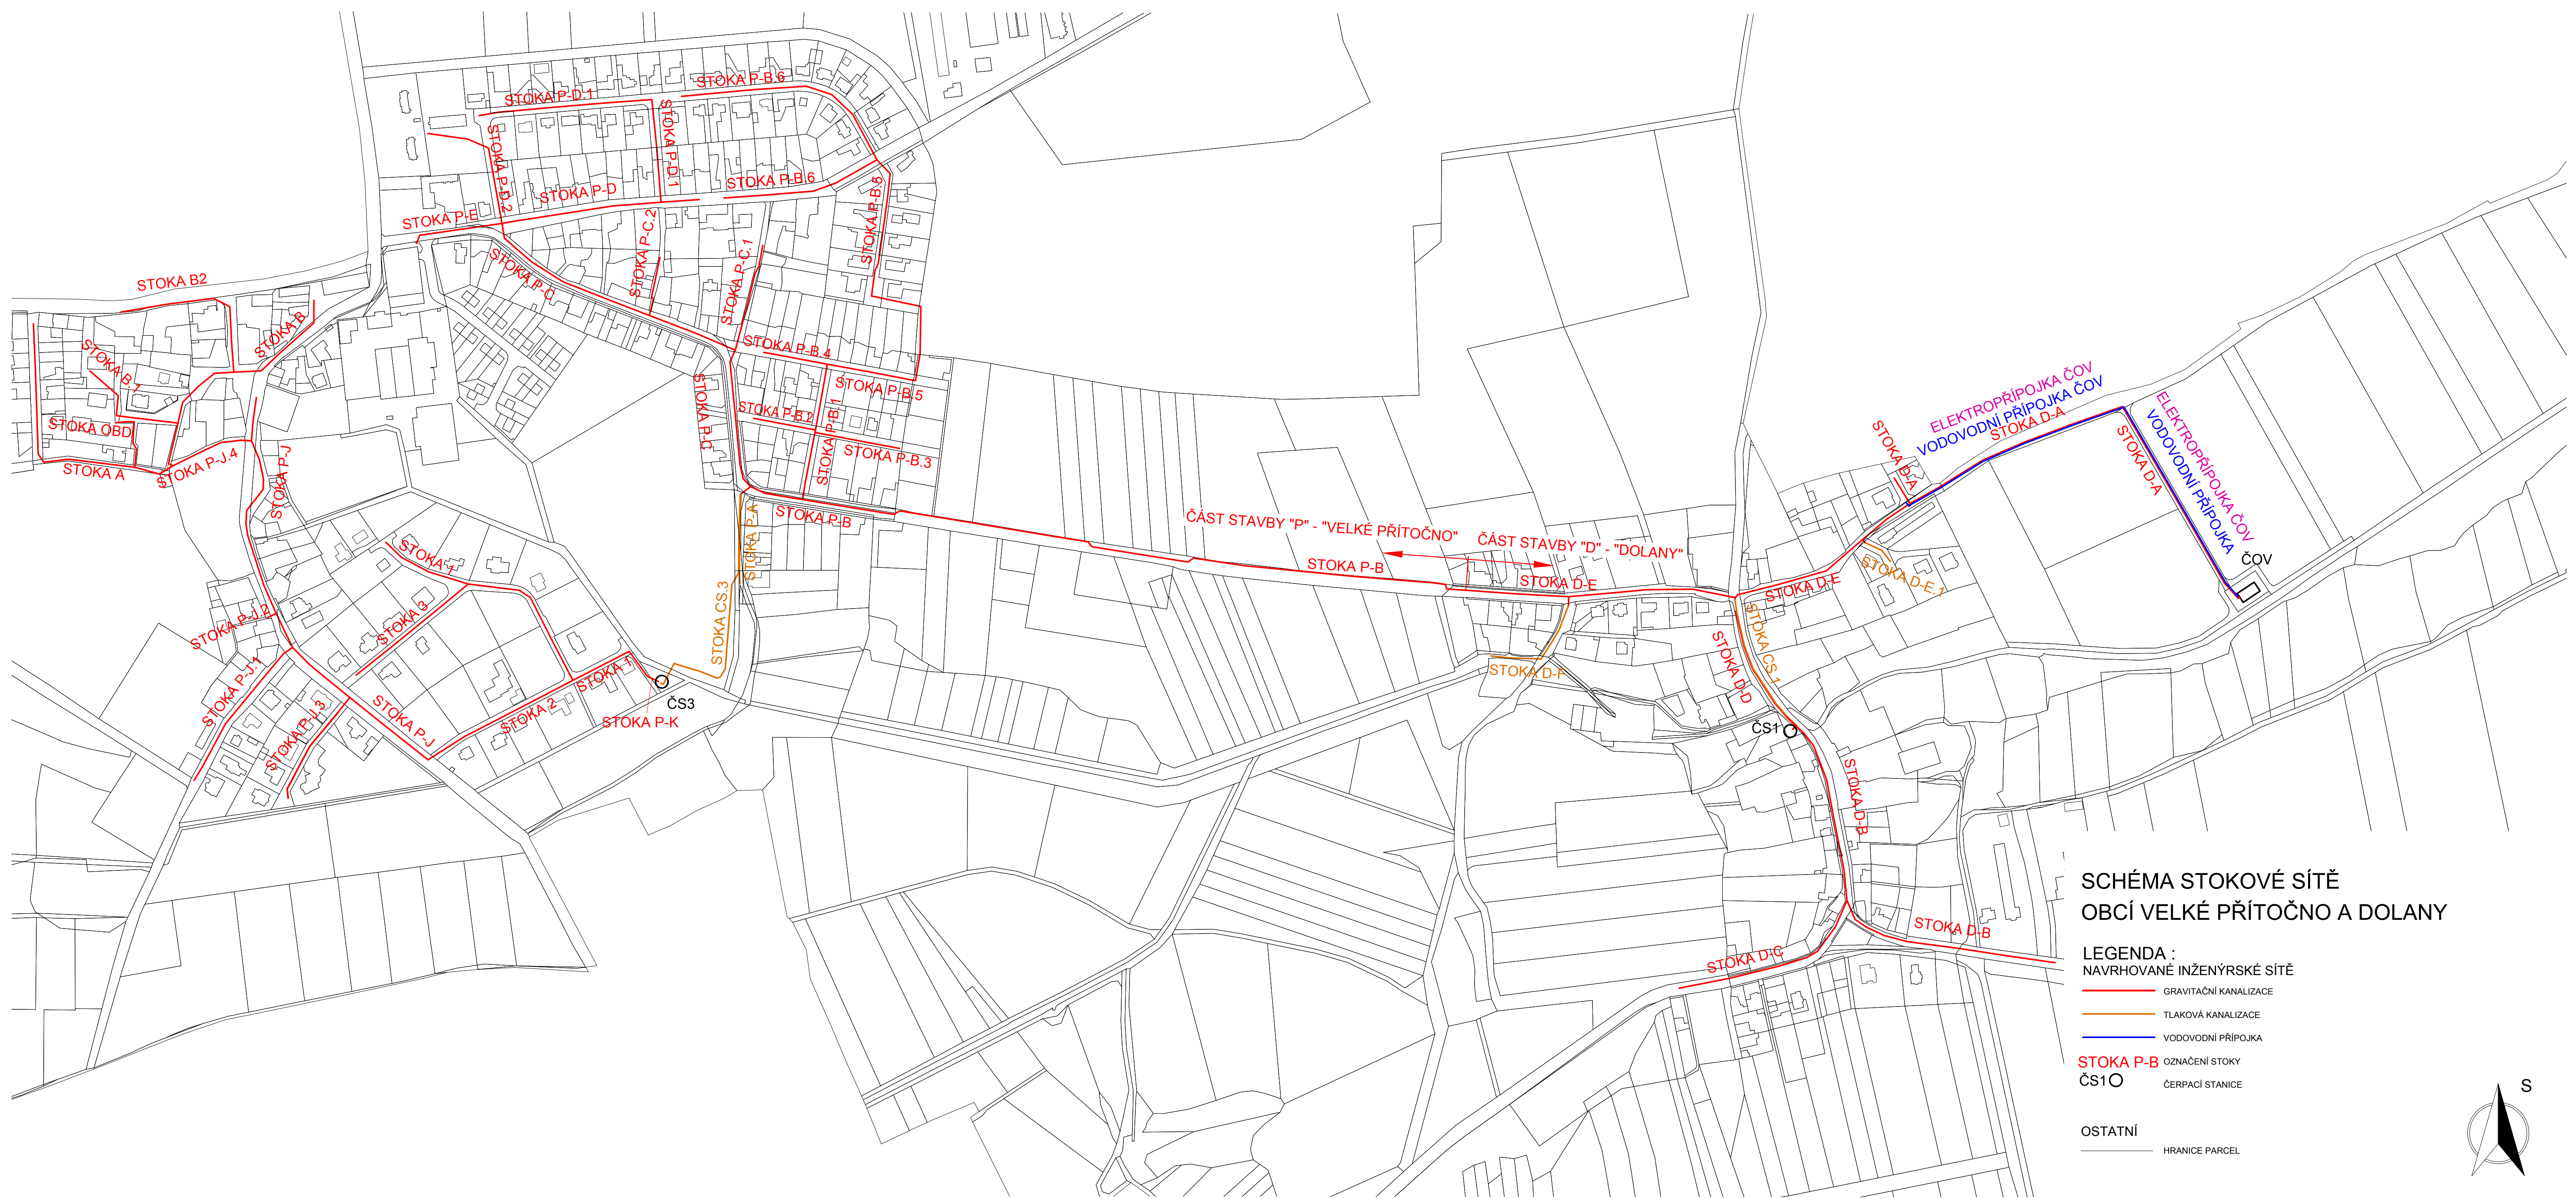 STOKA P-B.6
STOKA P-D.1
STOKA P-D.1
STOKA P-D.2
STOKA P-D
STOKA P-B.6
STOKA P-B.5
STOKA P-E
STOKA P-C.2
STOKA P-C.1
STOKA P-C
STOKA B2
STOKA B
STOKA B.1
STOKA OBD
STOKA A
STOKA P-J.4
STOKA P-J
STOKA P-B.4
STOKA P-B.5
STOKA P-C
STOKA P-B.2
STOKA P-B.1
STOKA P-B.3
STOKA P-B
STOKA P-A
STOKA CS.3
STOKA 1
STOKA 3
STOKA P-J.2
STOKA P-J.1
STOKA P-J.3
STOKA P-J
STOKA 2
STOKA 1
STOKA P-K
ČS3
ČÁST STAVBY "P" - "VELKÉ PŘÍTOČNO"
ČÁST STAVBY "D" - "DOLANY"
STOKA P-B
STOKA D-E
STOKA D-F
STOKA D-E
STOKA D-E.1
STOKA CS.1
STOKA D-D
ČS1
STOKA D-B
STOKA D-B
STOKA D-C
STOKA D-A
ELEKTROPŘÍPOJKA ČOV
VODOVODNÍ PŘÍPOJKA ČOV
STOKA D-A
ELEKTROPŘÍPOJKA ČOV
VODOVODNÍ PŘÍPOJKA
STOKA D-A
ČOV
SCHÉMA STOKOVÉ SÍTĚ
OBCÍ VELKÉ PŘÍTOČNO A DOLANY
LEGENDA :
NAVRHOVANÉ INŽENÝRSKÉ SÍTĚ
GRAVITAČNÍ KANALIZACE
TLAKOVÁ KANALIZACE
VODOVODNÍ PŘÍPOJKA
STOKA P-B OZNAČENÍ STOKY
ČS1 ČERPACÍ STANICE
OSTATNÍ
HRANICE PARCEL
S